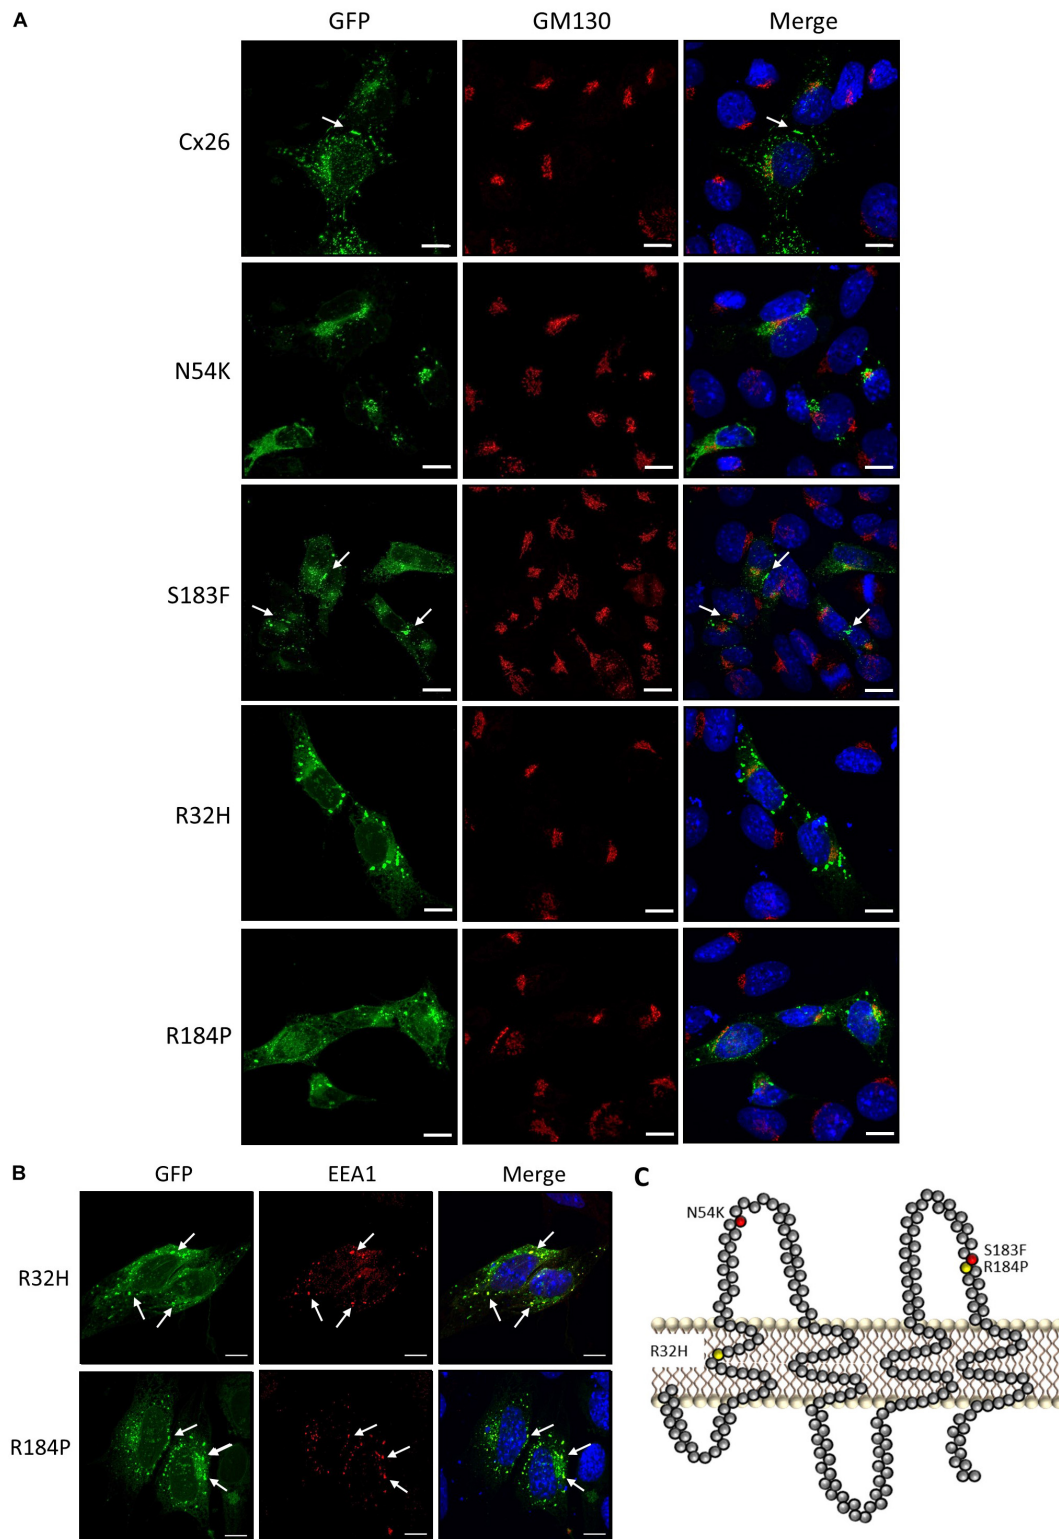 A
GFP GM130 Merge
Cx26
N54K
S183F
R32H
R184P
B
GFP EEA1 Merge
R32H
R184P
C
N54K
S183F
R184P
R32H